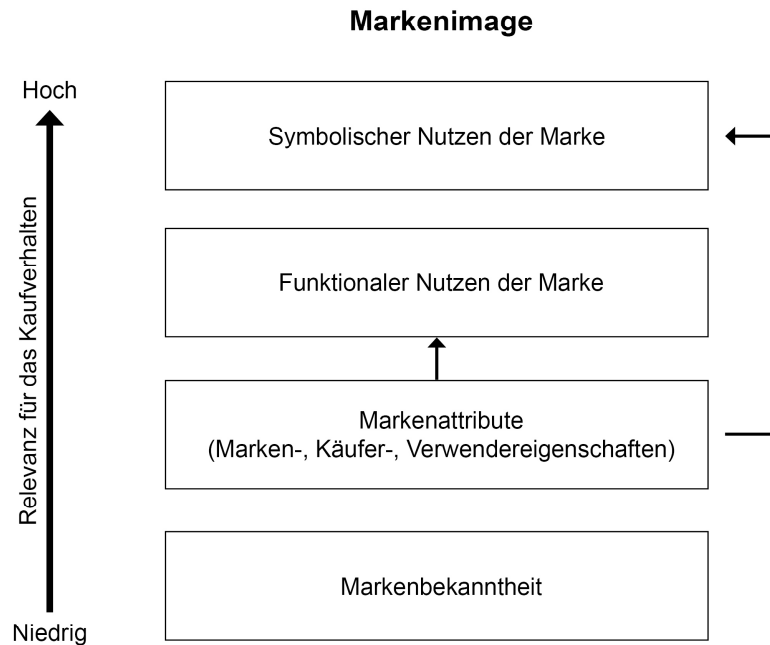 Markenimage
Hoch
Symbolischer Nutzen der Marke
Relevanz für das Kaufverhalten
Funktionaler Nutzen der Marke
Markenattribute
(Marken-, Käufer-, Verwendereigenschaften)
Markenbekanntheit
Niedrig